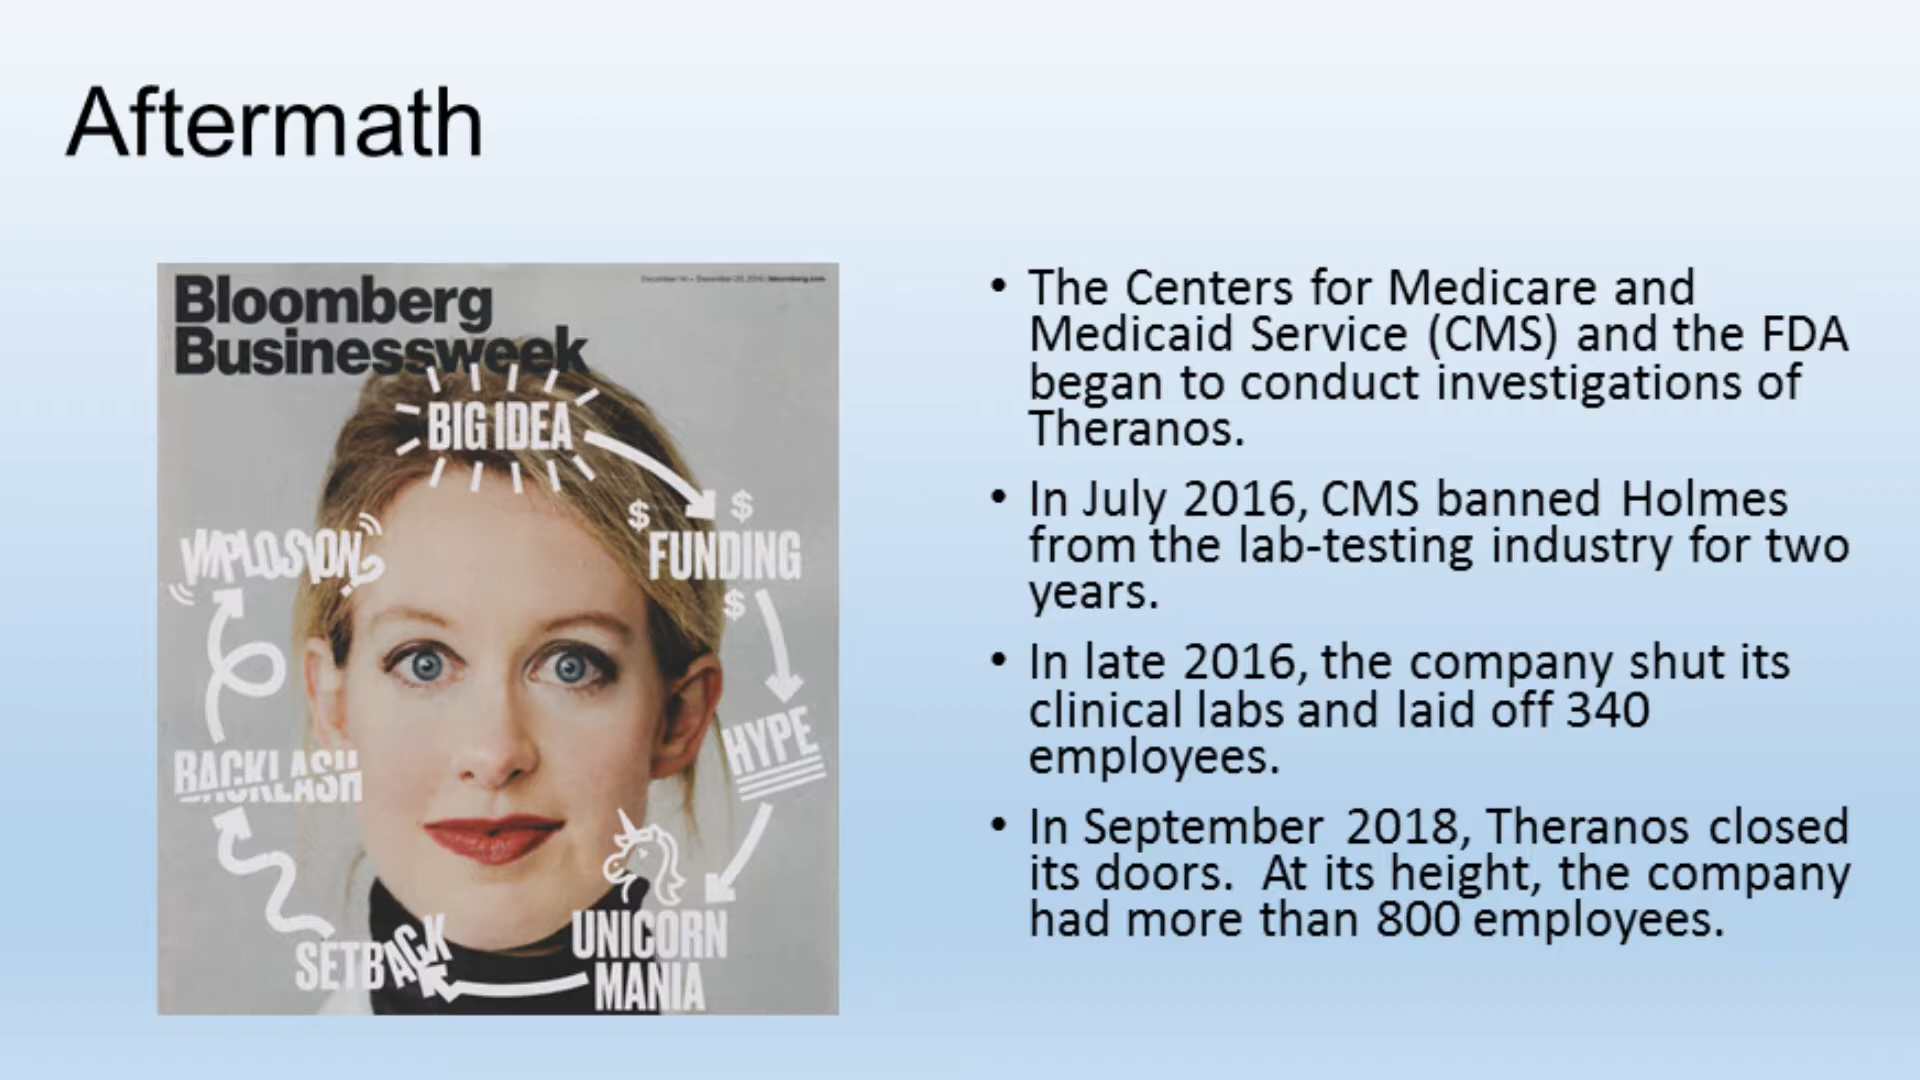 Aftermath
Bloomberg
Businessweek
BIG IDEA
$
$
FUNDING
$
HYPE
UNICORN
MANIA
SETBACK
BACKLASH
IMPLOSION?
• The Centers for Medicare and
Medicaid Service (CMS) and the FDA
began to conduct investigations of
Theranos.
• In July 2016, CMS banned Holmes
from the lab-testing industry for two
years.
• In late 2016, the company shut its
clinical labs and laid off 340
employees.
• In September 2018, Theranos closed
its doors.  At its height, the company
had more than 800 employees.